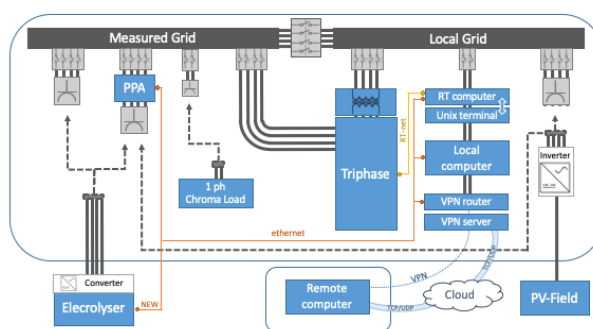 Measured Grid
Local Grid
PPA
RT computer
Unix terminal
RT-net
Triphase
Local
computer
Inverter
1 ph
Chroma Load
VPN router
VPN server
ethernet
TCP/UDP
VPN
Cloud
Converter
Elecrolyser
NEW
Remote
computer
TCP/UDP
PV-Field